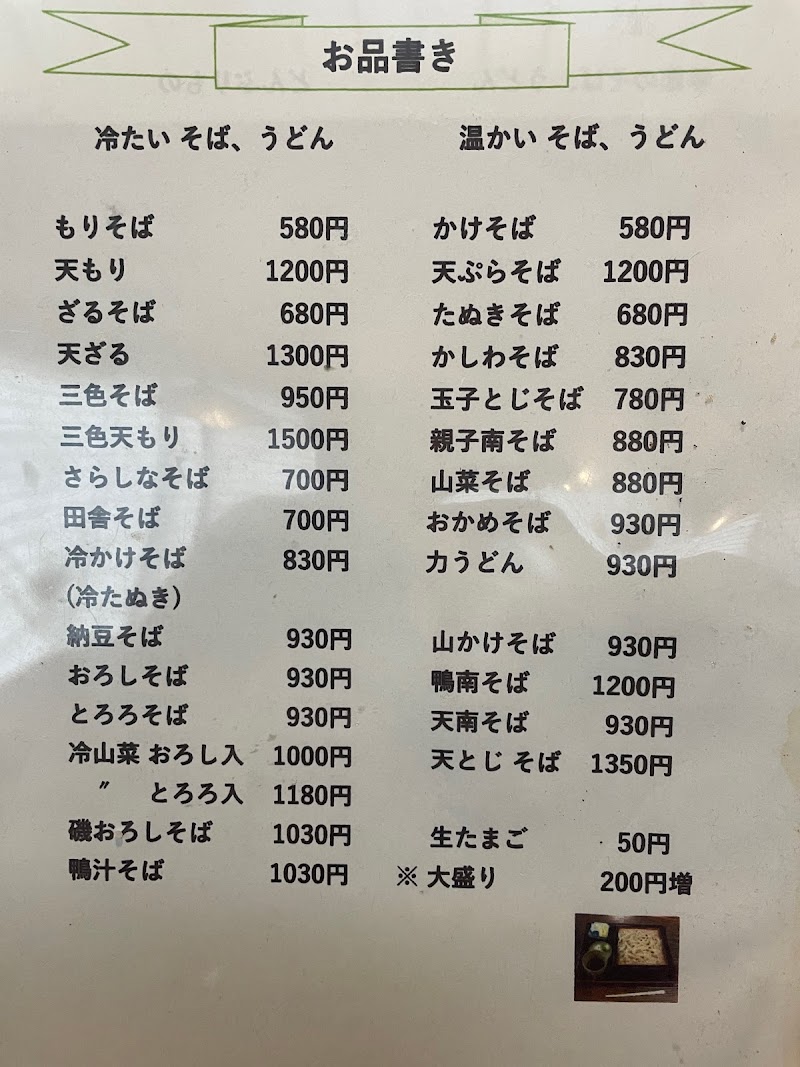 お品書き
冷たい そば、うどん
もりそば 580円
天もり 1200円
ざるそば 680円
天ざる 1300円
三色そば 950円
三色天もり 1500円
さらしなそば 700円
田舎そば 700円
冷かけそば 830円
(冷たぬき)
納豆そば 930円
おろしそば 930円
とろろそば 930円
冷山菜 おろし入 1000円
〃 とろろ入 1180円
磯おろしそば 1030円
鴨汁そば 1030円
温かい そば、うどん
かけそば 580円
天ぷらそば 1200円
たぬきそば 680円
かしわそば 830円
玉子とじそば 780円
親子南そば 880円
山菜そば 880円
おかめそば 930円
力うどん 930円
山かけそば 930円
鴨南そば 1200円
天南そば 930円
天とじ そば 1350円
生たまご 50円
※ 大盛り 200円増